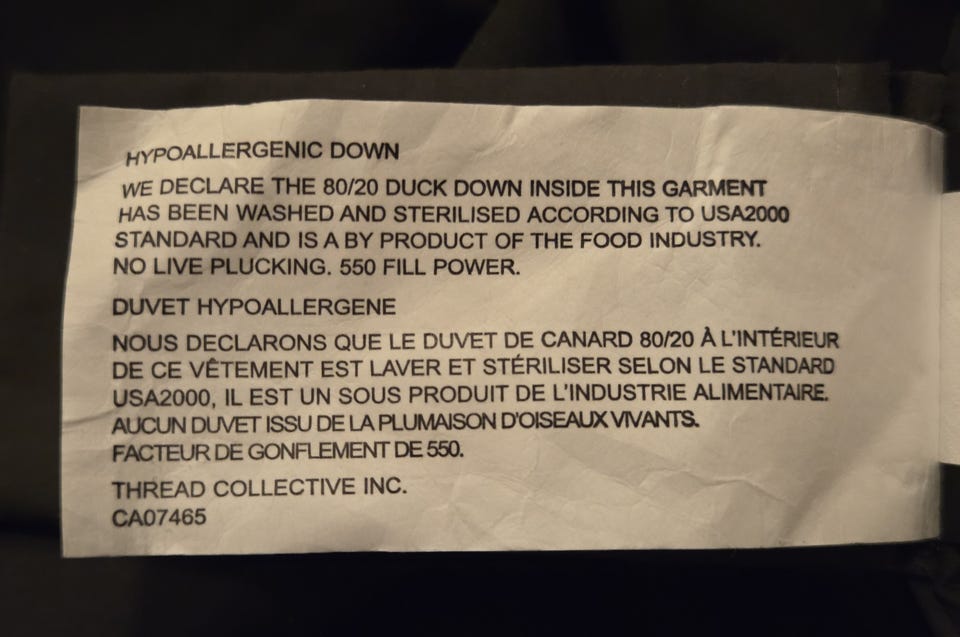 HYPOALLERGENIC DOWN
WE DECLARE THE 80/20 DUCK DOWN INSIDE THIS GARMENT
HAS BEEN WASHED AND STERILISED ACCORDING TO USA2000
STANDARD AND IS A BY PRODUCT OF THE FOOD INDUSTRY.
NO LIVE PLUCKING. 550 FILL POWER.
DUVET HYPOALLERGENE
NOUS DECLARONS QUE LE DUVET DE CANARD 80/20 À L'INTÉRIEUR
DE CE VÊTEMENT EST LAVER ET STÉRILISER SELON LE STANDARD
USA2000, IL EST UN SOUS PRODUIT DE L'INDUSTRIE ALIMENTAIRE.
AUCUN DUVET ISSU DE LA PLUMAISON D'OISEAUX VIVANTS.
FACTEUR DE GONFLEMENT DE 550.
THREAD COLLECTIVE INC.
CA07465